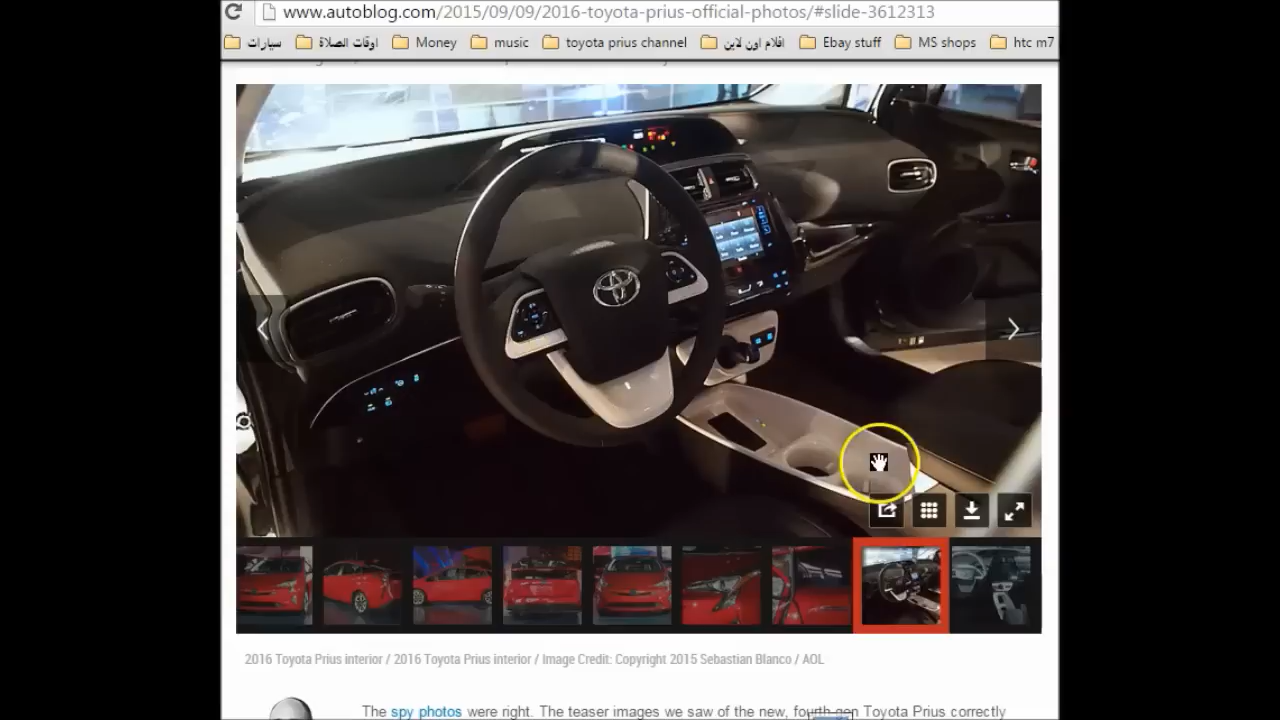 www.autoblog.com/2015/09/09/2016-toyota-prius-official-photos/#slide-3612313
سيارات اوقات الصلاة Money music toyota prius channel افلام اون لاين Ebay stuff MS shops htc m7
2016 Toyota Prius interior / 2016 Toyota Prius interior / Image Credit: Copyright 2015 Sebastian Blanco / AOL
The spy photos were right. The teaser images we saw of the new, fourth-gen Toyota Prius correctly